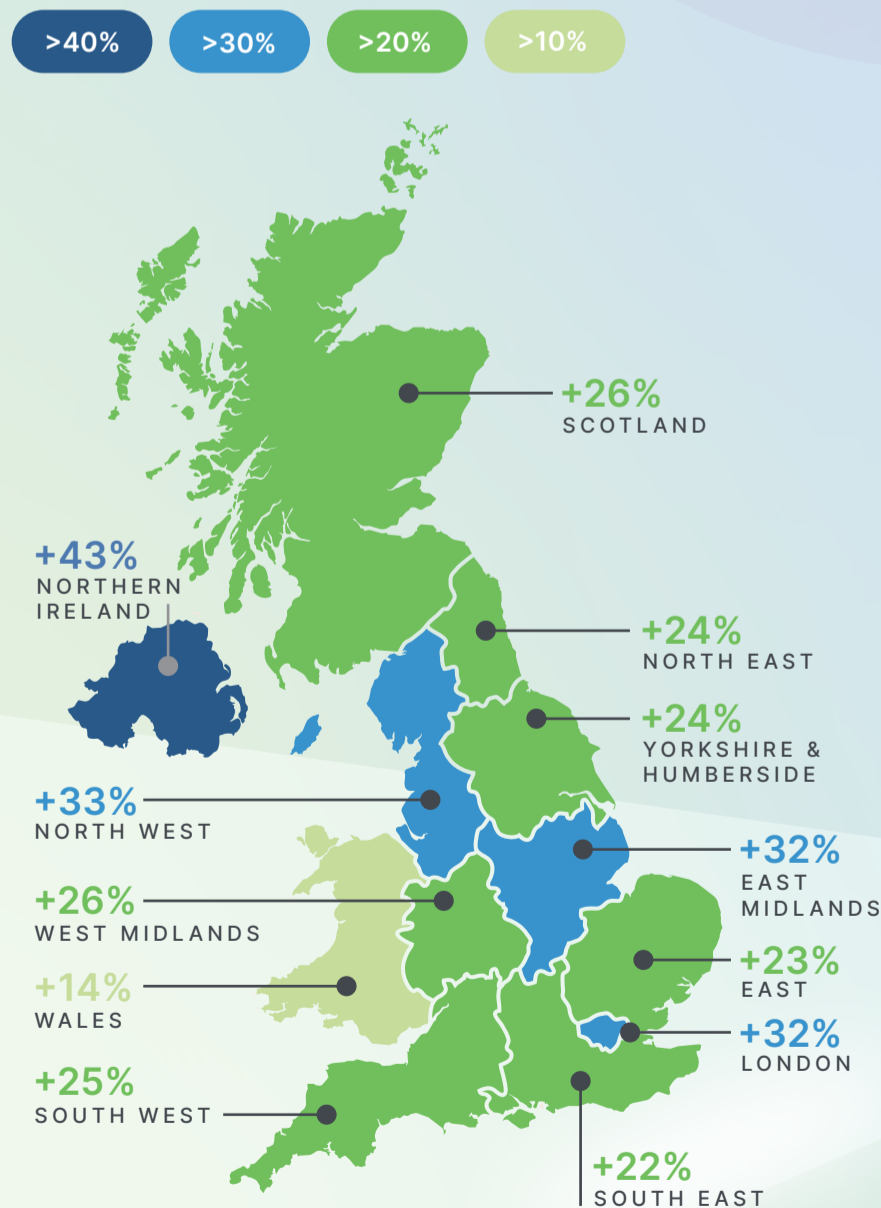 >40%
>30%
>20%
>10%
+26%
SCOTLAND
+43%
NORTHERN
IRELAND
+24%
NORTH EAST
+24%
YORKSHIRE &
HUMBERSIDE
+33%
NORTH WEST
+32%
EAST
MIDLANDS
+26%
WEST MIDLANDS
+23%
EAST
+14%
WALES
+32%
LONDON
+25%
SOUTH WEST
+22%
SOUTH EAST